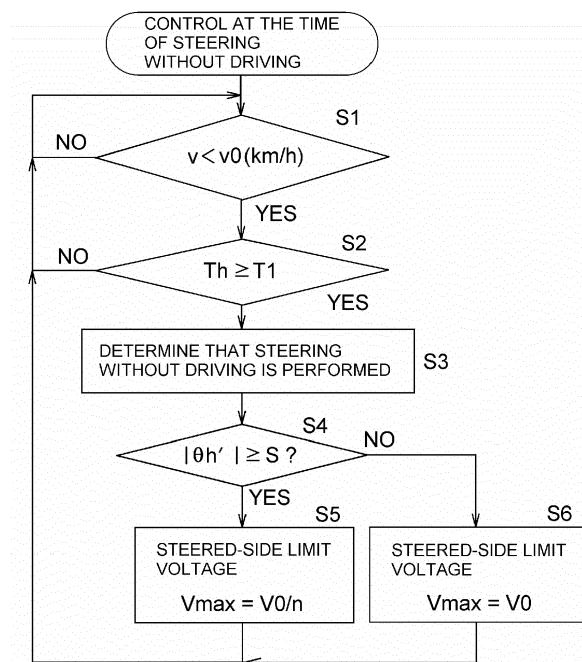 CONTROL AT THE TIME
OF STEERING
WITHOUT DRIVING
S1
NO
v < v0 (km/h)
YES
S2
NO
Th ≥ T1
YES
DETERMINE THAT STEERING
WITHOUT DRIVING IS PERFORMED
S3
S4
NO
|θh′| ≥ S ?
YES
S5
STEERED-SIDE LIMIT
VOLTAGE
Vmax = V0/n
S6
STEERED-SIDE LIMIT
VOLTAGE
Vmax = V0